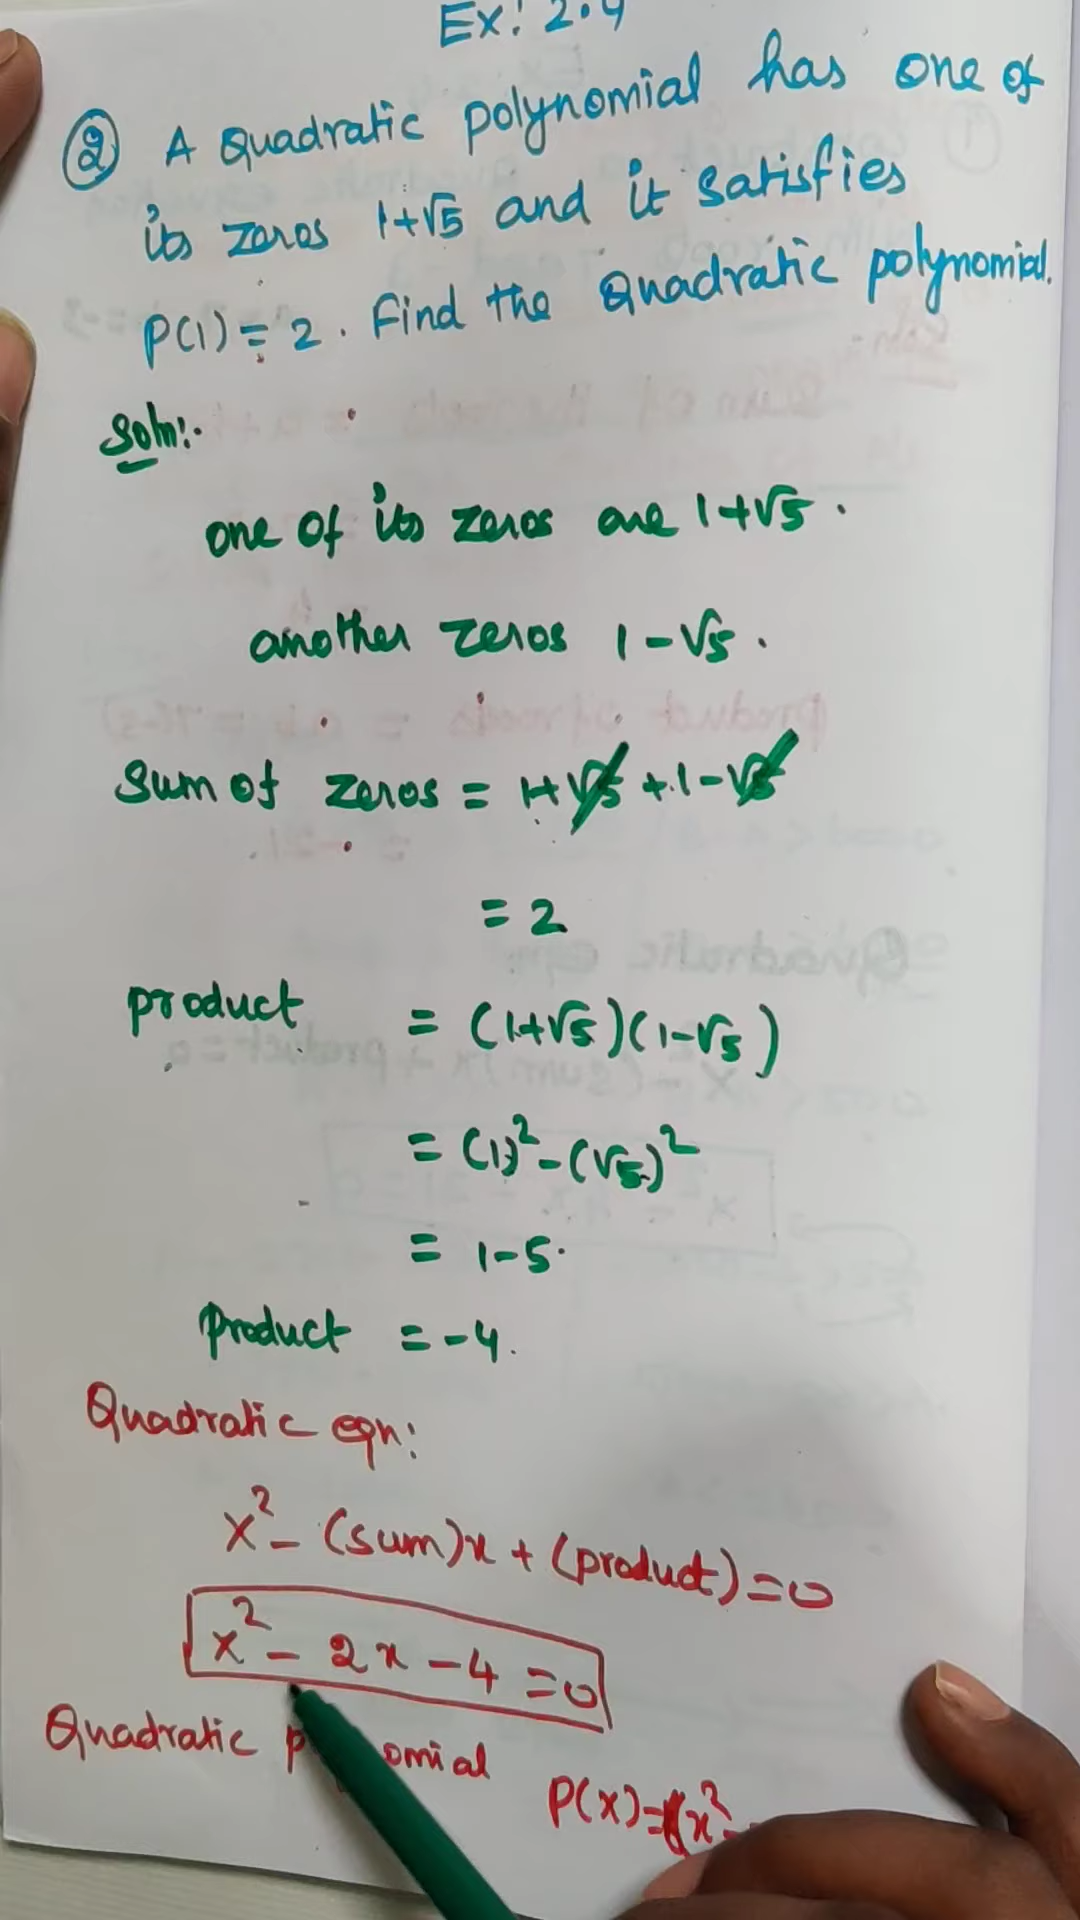 Ex: 2.4
② A Quadratic polynomial has one of
its zeros 1+√5 and it satisfies
P(1) = 2. Find the Quadratic polynomial.
Soln:-
one of its zeros are 1+√5.
another zeros 1-√5.
Sum of zeros = 1+√5 + 1-√5
= 2
product = (1+√5)(1-√5)
= (1)²-(√5)²
= 1-5.
Product = -4.
Quadratic eqn:
x² - (sum)x + (product) = 0
x² - 2x - 4 = 0
Quadratic
P(x)=